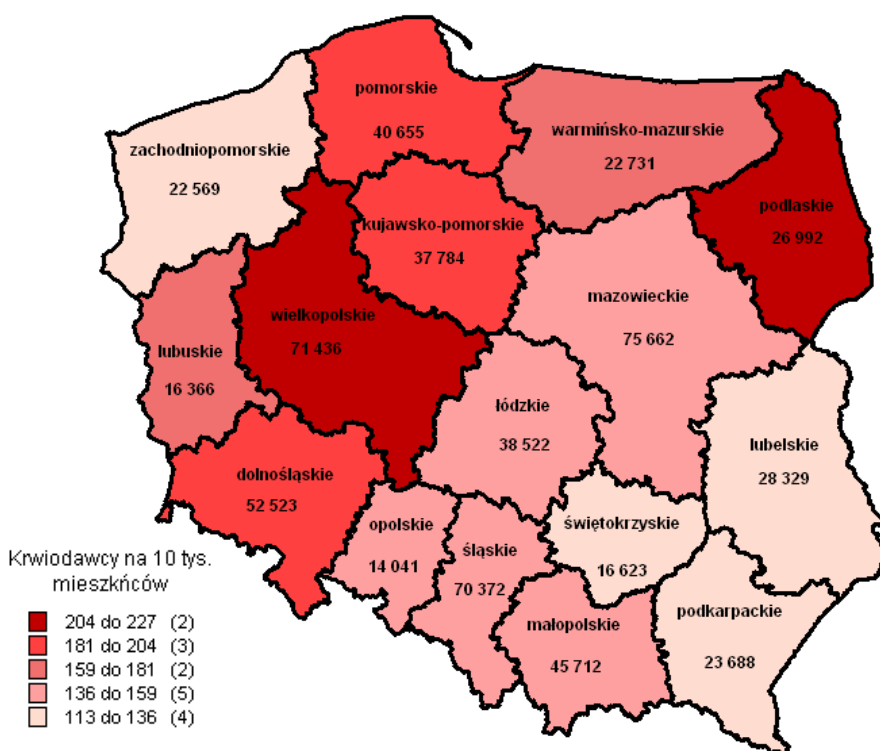 pomorskie
40 655
warmińsko-mazurskie
22 731
zachodniopomorskie
22 569
podlaskie
26 992
kujawsko-pomorskie
37 784
mazowieckie
75 662
wielkopolskie
71 436
lubuskie
16 366
łódzkie
38 522
lubelskie
28 329
dolnośląskie
52 523
opolskie
14 041
śląskie
70 372
świętokrzyskie
16 623
małopolskie
45 712
podkarpackie
23 688
Krwiodawcy na 10 tys.
mieszkńców
204 do 227 (2)
181 do 204 (3)
159 do 181 (2)
136 do 159 (5)
113 do 136 (4)